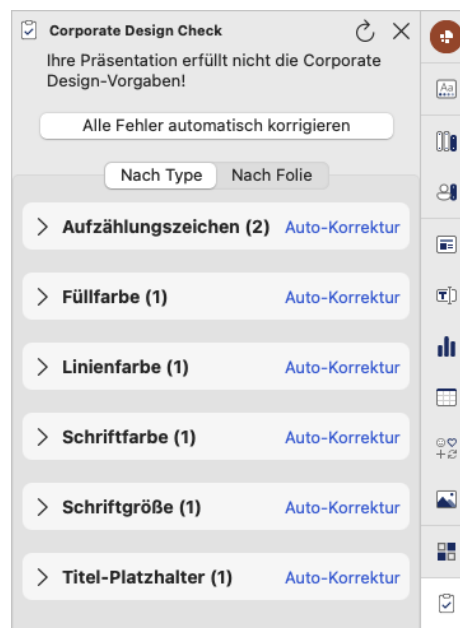 Corporate Design Check
Ihre Präsentation erfüllt nicht die Corporate
Design-Vorgaben!
Alle Fehler automatisch korrigieren
Nach Type Nach Folie
Aufzählungszeichen (2) Auto-Korrektur
Füllfarbe (1) Auto-Korrektur
Linienfarbe (1) Auto-Korrektur
Schriftfarbe (1) Auto-Korrektur
Schriftgröße (1) Auto-Korrektur
Titel-Platzhalter (1) Auto-Korrektur
Aa
T